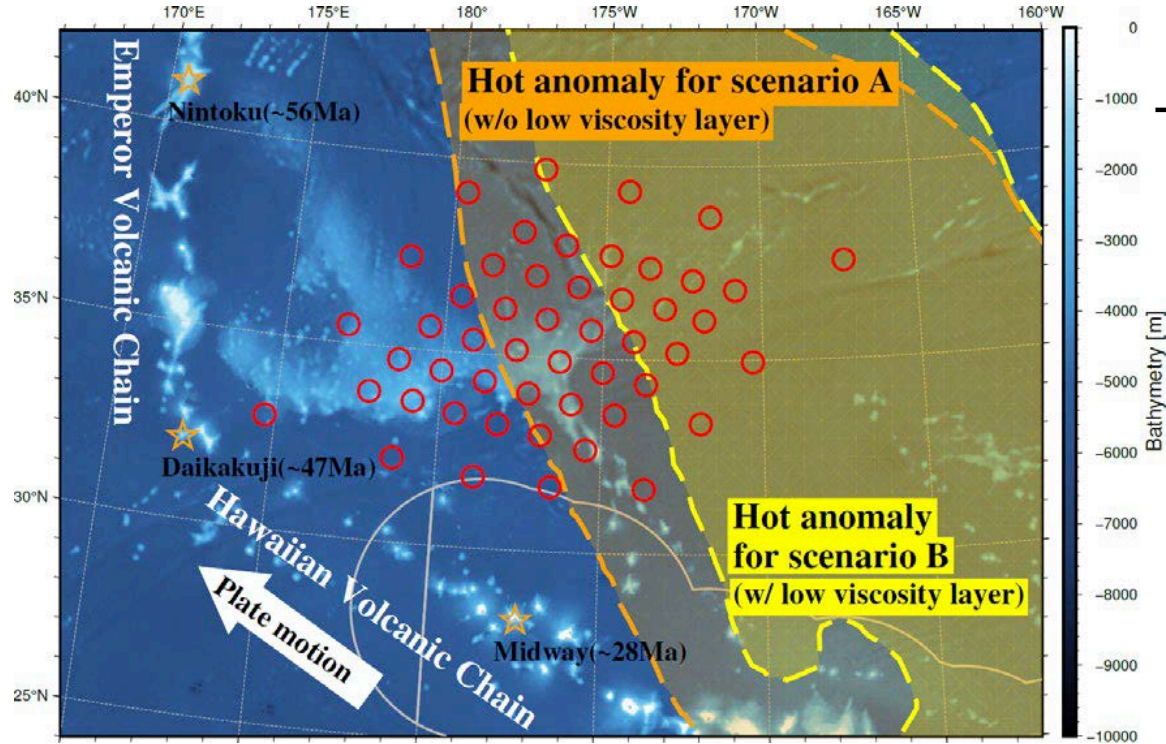 170°E
175°E
180°
175°W
170°W
165°W
160°W
40°N
35°N
30°N
25°N
Emperor Volcanic Chain
Nintoku(~56Ma)
Hot anomaly for scenario A
(w/o low viscosity layer)
Daikakuji(~47Ma)
Hawaiian Volcanic Chain
Plate motion
Midway(~28Ma)
Hot anomaly
for scenario B
(w/ low viscosity layer)
0
−1000
−2000
−3000
−4000
−5000
−6000
−7000
−8000
−9000
−10000
Bathymetry [m]